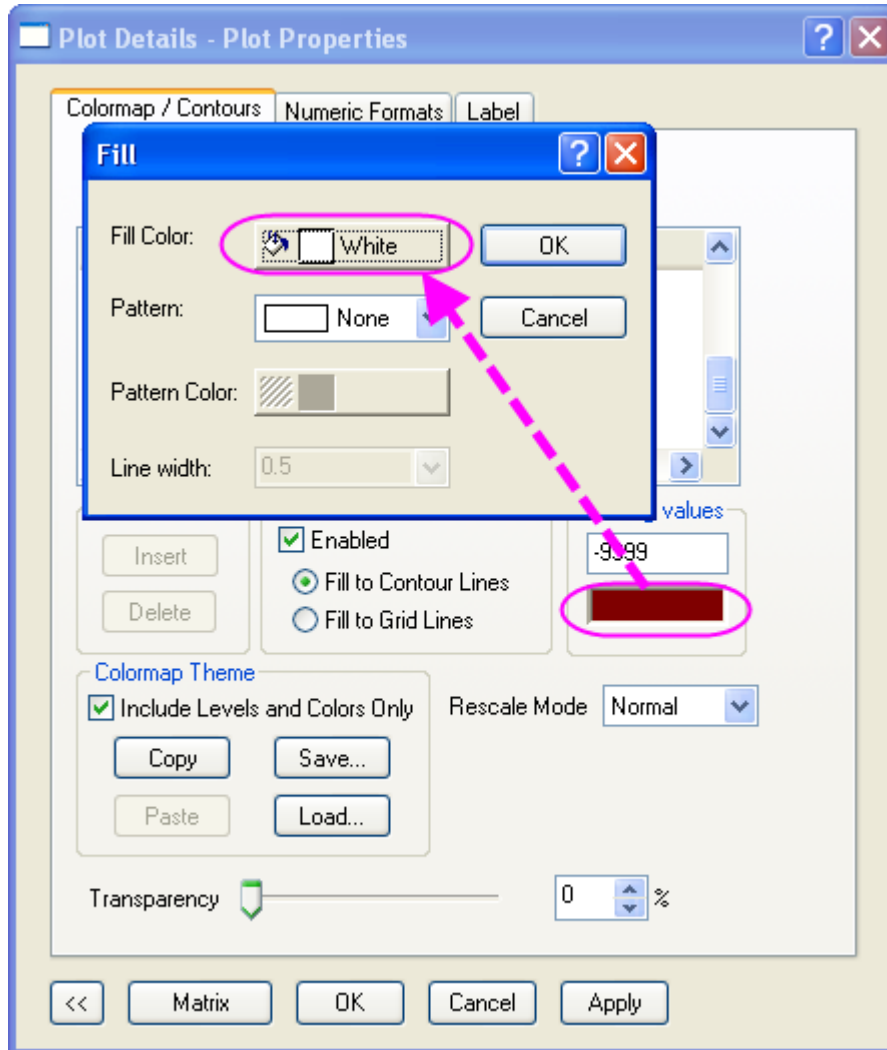 Plot Details - Plot Properties
Colormap / Contours
Numeric Formats
Label
Fill
Fill Color:
White
OK
Pattern:
None
Cancel
Pattern Color:
Line width:
0.5
values
Insert
Enabled
Delete
Fill to Contour Lines
Fill to Grid Lines
Colormap Theme
Include Levels and Colors Only
Rescale Mode
Normal
Copy
Save...
Paste
Load...
Transparency
0
%
<<
Matrix
OK
Cancel
Apply